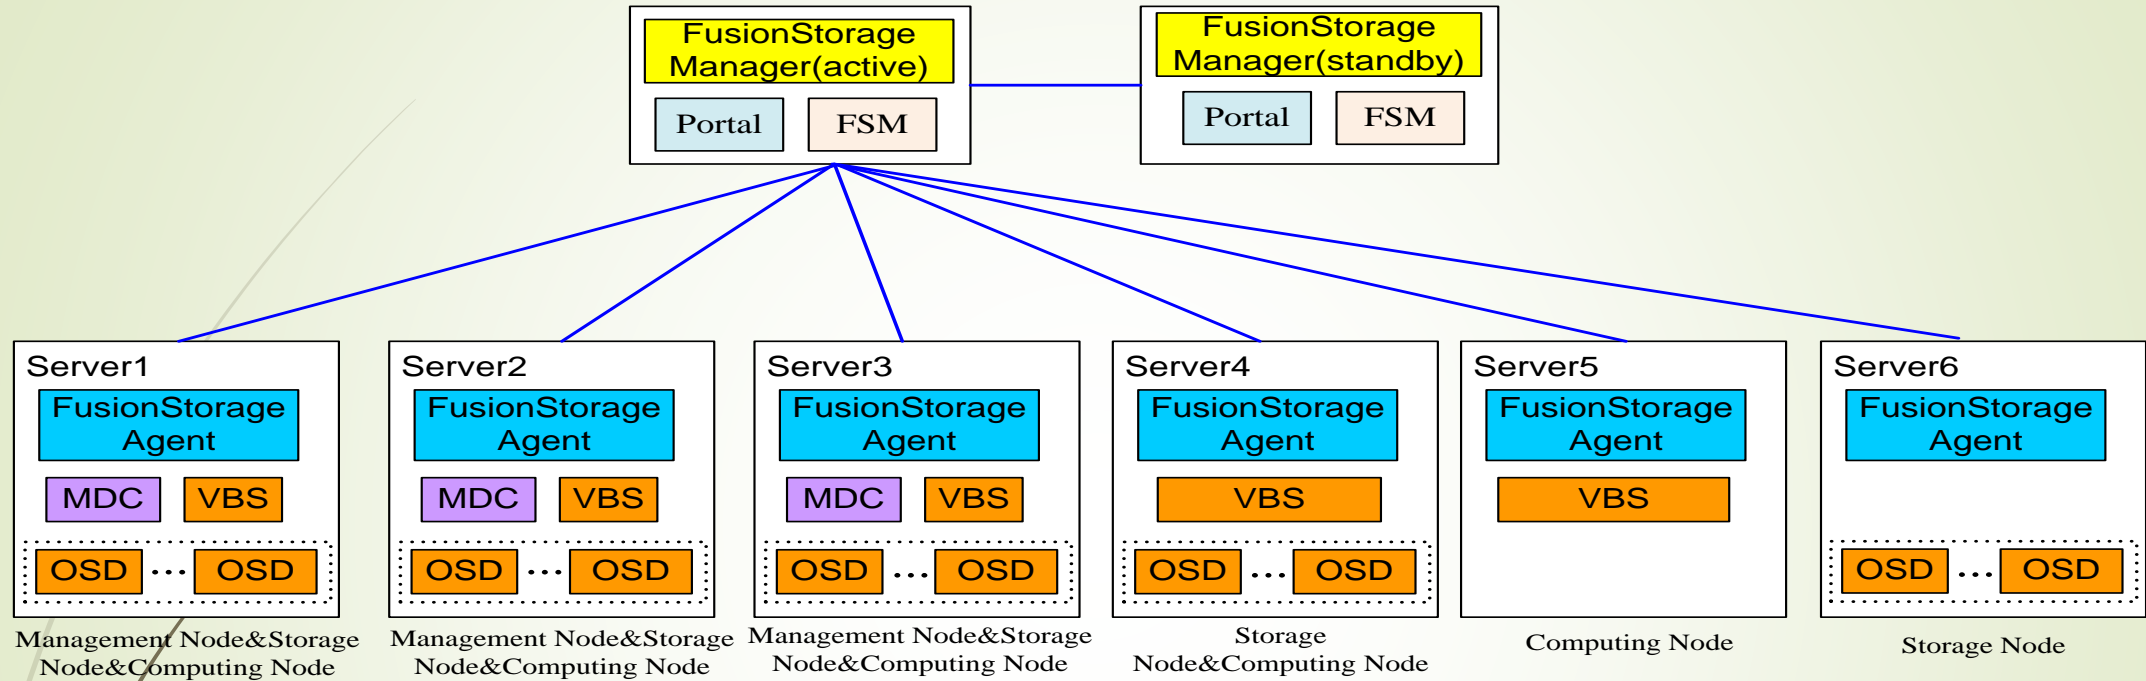 FusionStorage
Manager(active)
Portal
FSM
FusionStorage
Manager(standby)
Portal
FSM
Server1
FusionStorage
Agent
MDC
VBS
OSD ... OSD
Management Node&Storage
Node&Computing Node
Server2
FusionStorage
Agent
MDC
VBS
OSD ... OSD
Management Node&Storage
Node&Computing Node
Server3
FusionStorage
Agent
MDC
VBS
OSD ... OSD
Management Node&Storage
Node&Computing Node
Server4
FusionStorage
Agent
VBS
OSD ... OSD
Storage
Node&Computing Node
Server5
FusionStorage
Agent
VBS
Computing Node
Server6
FusionStorage
Agent
OSD ... OSD
Storage Node